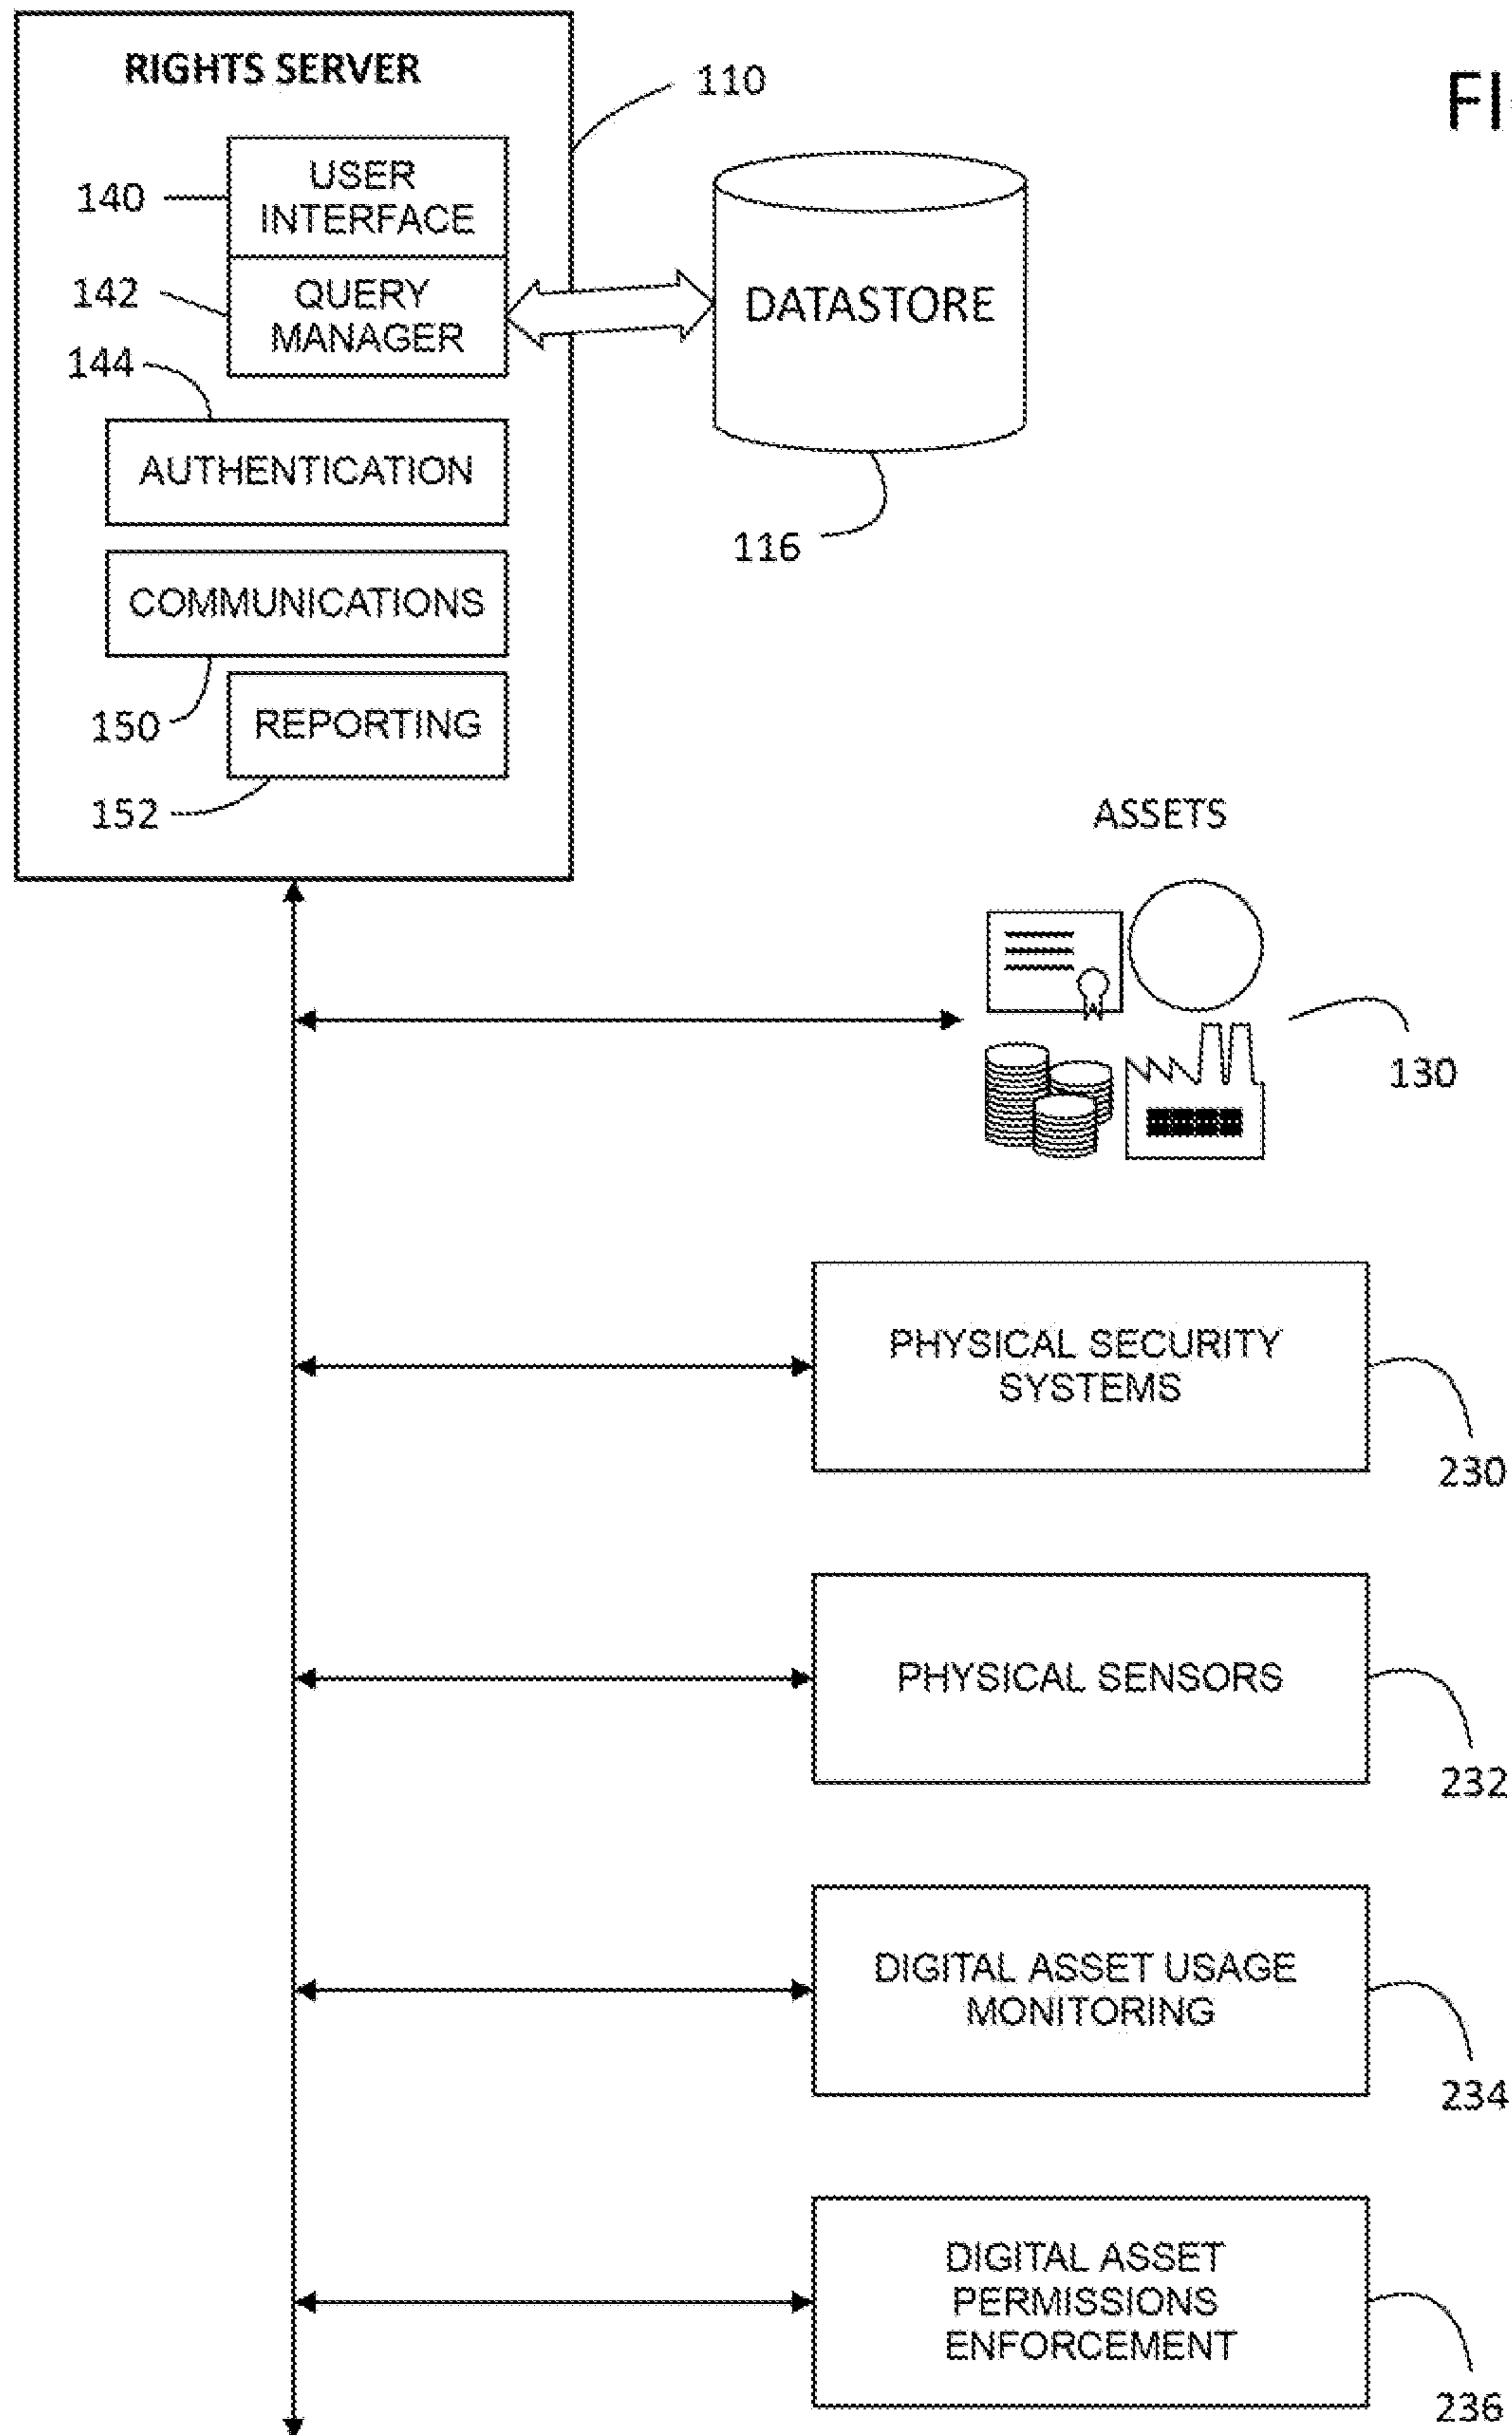 RIGHTS SERVER
110
FI
USER
INTERFACE
140
QUERY
MANAGER
142
DATASTORE
144
AUTHENTICATION
116
COMMUNICATIONS
150
REPORTING
152
ASSETS
130
PHYSICAL SECURITY
SYSTEMS
230
PHYSICAL SENSORS
232
DIGITAL ASSET USAGE
MONITORING
234
DIGITAL ASSET
PERMISSIONS
ENFORCEMENT
236